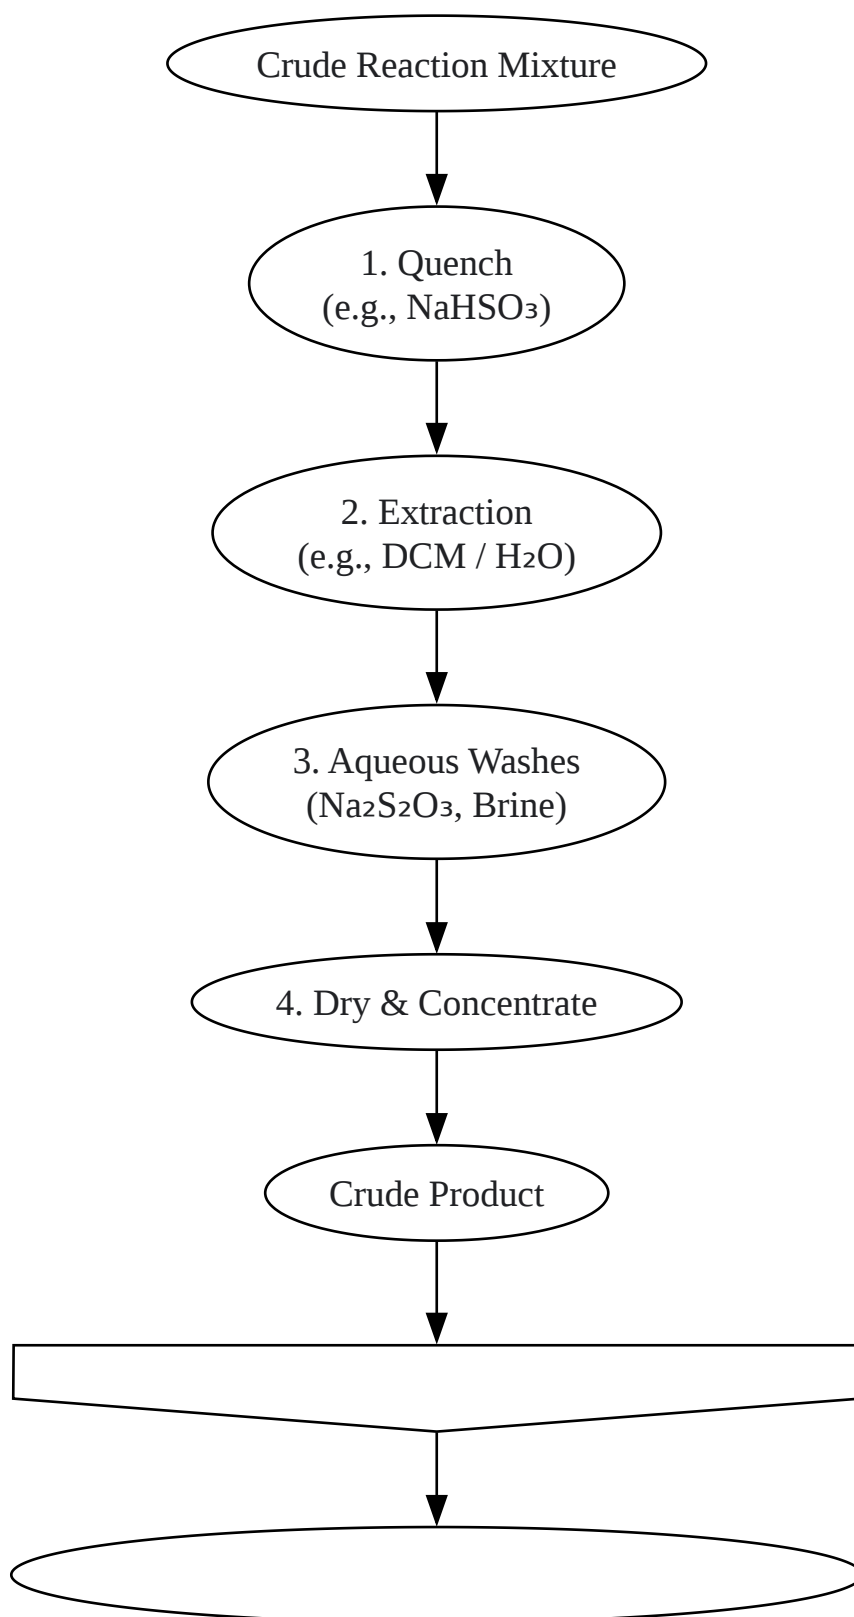 Crude Reaction Mixture
1. Quench
(e.g., NaHSO₃)
2. Extraction
(e.g., DCM / H₂O)
3. Aqueous Washes
(Na₂S₂O₃, Brine)
4. Dry & Concentrate
Crude Product